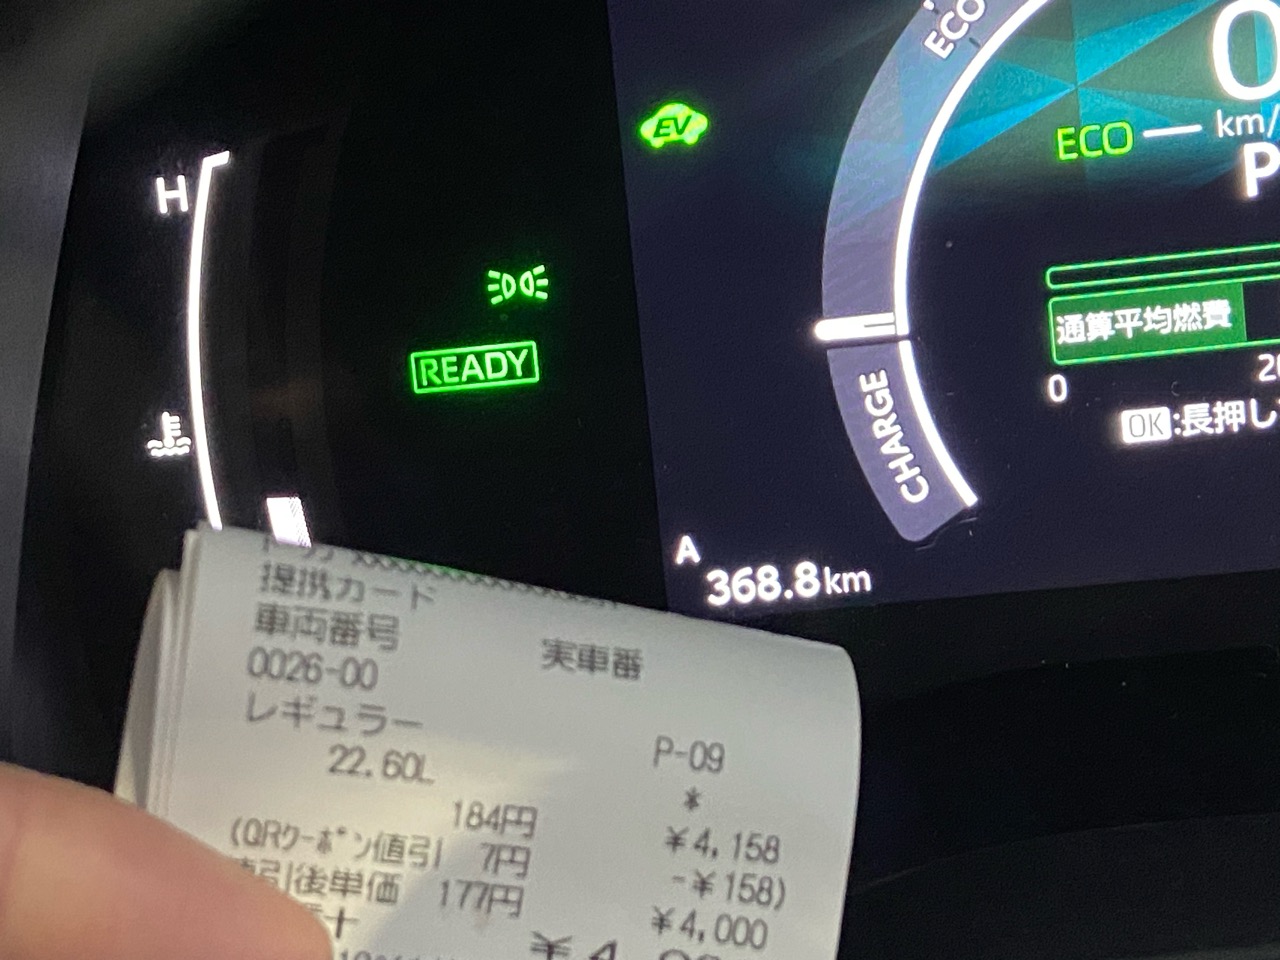 H
EV
ECO
0
ECO
km/
P
READY
通算平均燃費
0
20
OK:長押し
CHARGE
A
368.8km
提携カード
車両番号
実車番
0026-00
レギュラー
22.60L
P-09
*
184円
¥4,158
(QRクーポン値引 7円
-¥158)
引後単価 177円
¥4,000